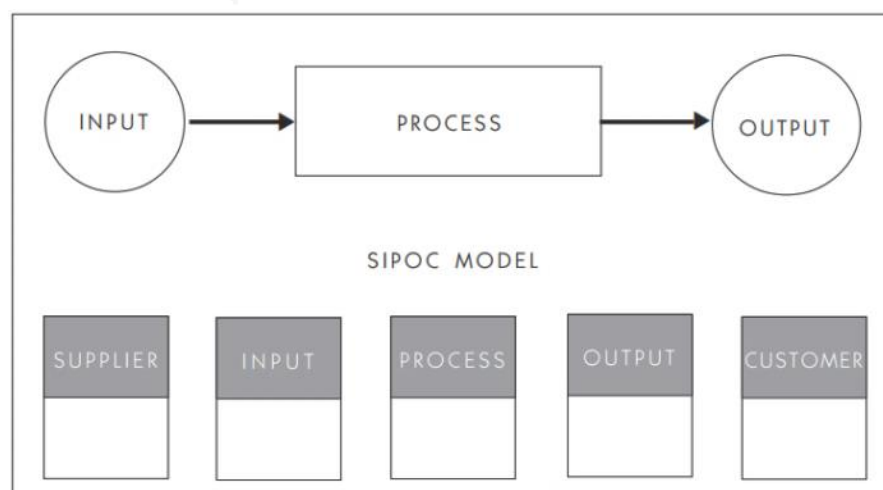 INPUT PROCESS OUTPUT
SIPOC MODEL
SUPPLIER INPUT PROCESS OUTPUT CUSTOMER